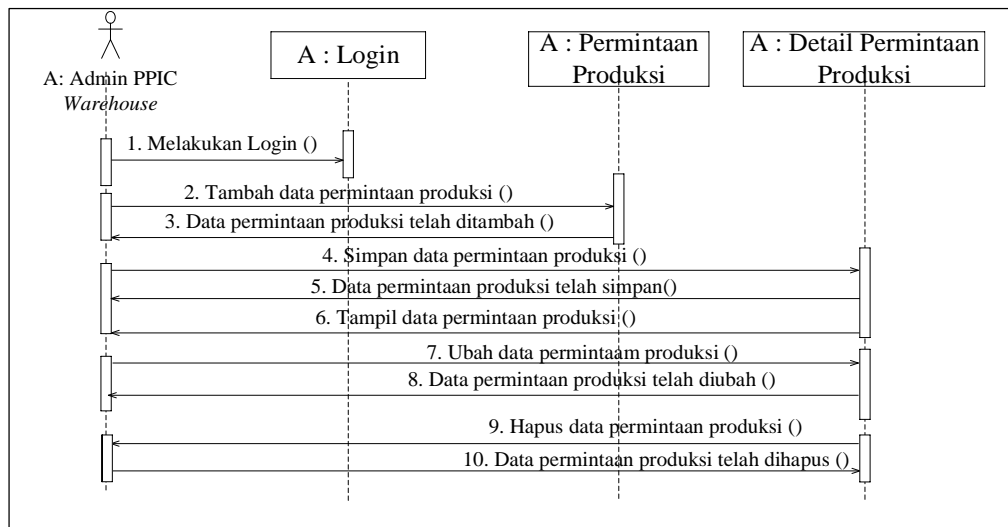 A: Admin PPIC
Warehouse
A : Login
A : Permintaan
Produksi
A : Detail Permintaan
Produksi
1. Melakukan Login ()
2. Tambah data permintaan produksi ()
3. Data permintaan produksi telah ditambah ()
4. Simpan data permintaan produksi ()
5. Data permintaan produksi telah simpan()
6. Tampil data permintaan produksi ()
7. Ubah data permintaam produksi ()
8. Data permintaan produksi telah diubah ()
9. Hapus data permintaan produksi ()
10. Data permintaan produksi telah dihapus ()